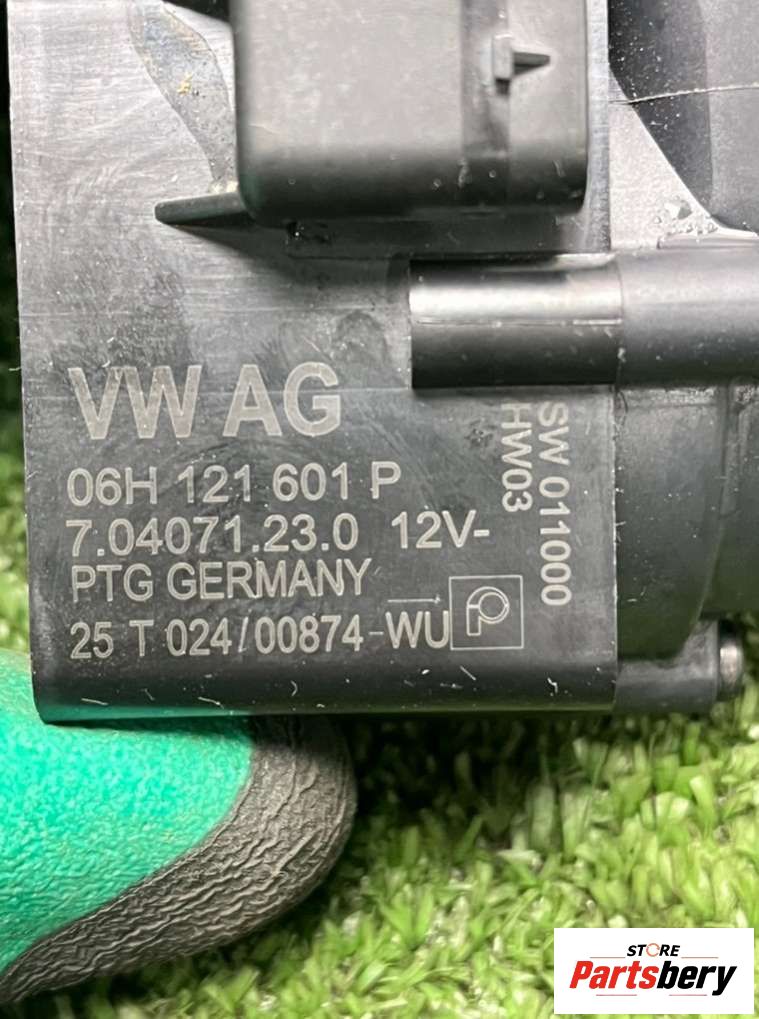 VW AG
06H 121 601 P
7.04071.23.0 12V-
PTG GERMANY
25 T 024/00874-WU
SW 011000
HW03
STORE
Partsbery